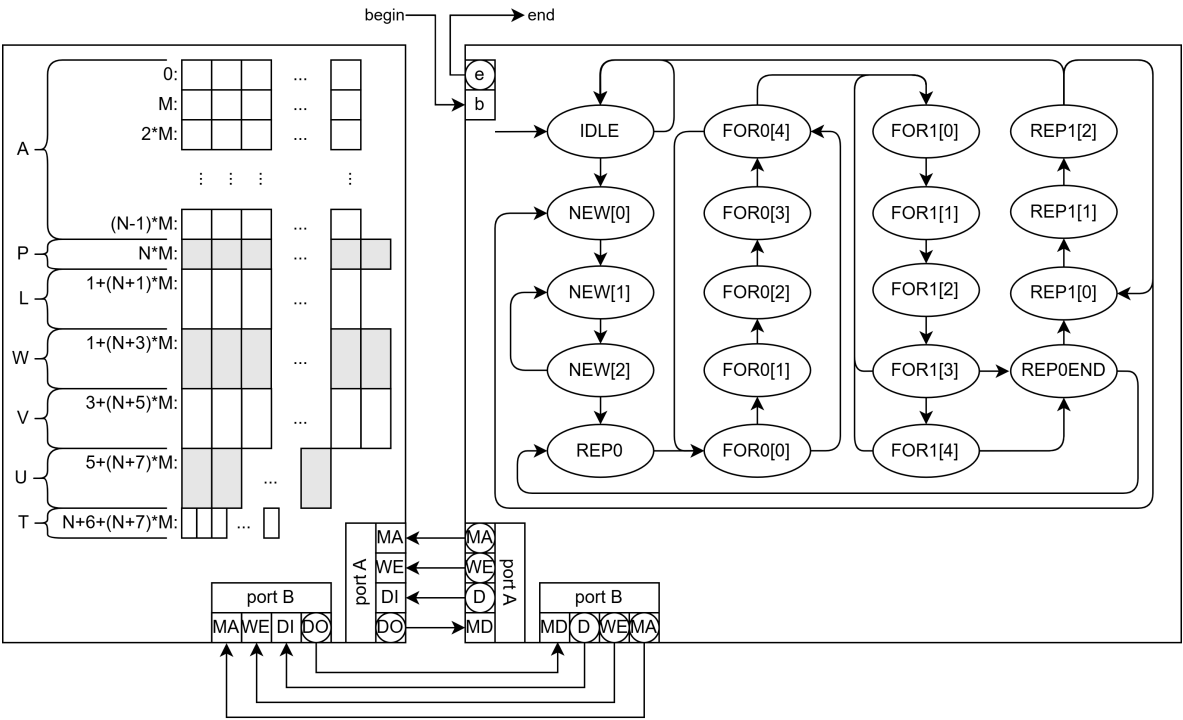 begin
end
e
b
0:
M:
2*M:
...
...
...
A
...
...
...
...
(N-1)*M:
...
P
N*M:
...
L
1+(N+1)*M:
...
W
1+(N+3)*M:
...
V
3+(N+5)*M:
...
U
5+(N+7)*M:
...
T
N+6+(N+7)*M:
...
IDLE
FOR0[4]
FOR1[0]
REP1[2]
NEW[0]
FOR0[3]
FOR1[1]
REP1[1]
NEW[1]
FOR0[2]
FOR1[2]
REP1[0]
NEW[2]
FOR0[1]
FOR1[3]
REP0END
REP0
FOR0[0]
FOR1[4]
port A
MA
WE
DI
DO
MA
WE
D
MD
port A
port B
MA WE DI DO
port B
MD D WE MA